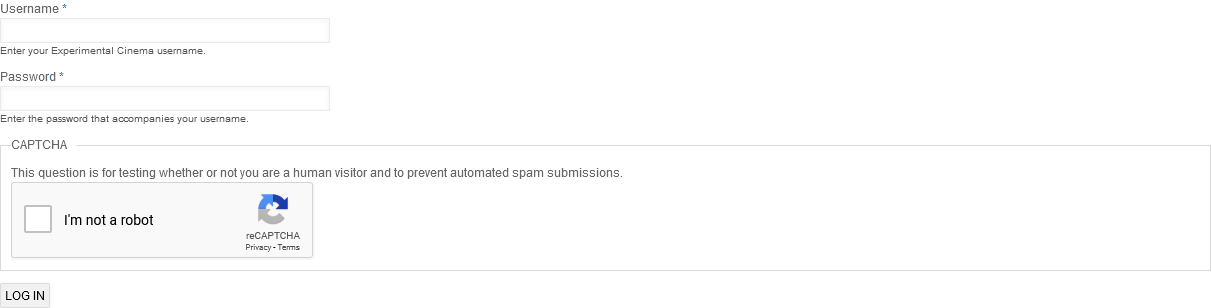 Username *
Enter your Experimental Cinema username.
Password *
Enter the password that accompanies your username.
CAPTCHA
This question is for testing whether or not you are a human visitor and to prevent automated spam submissions.
I'm not a robot
reCAPTCHA
Privacy - Terms
LOG IN